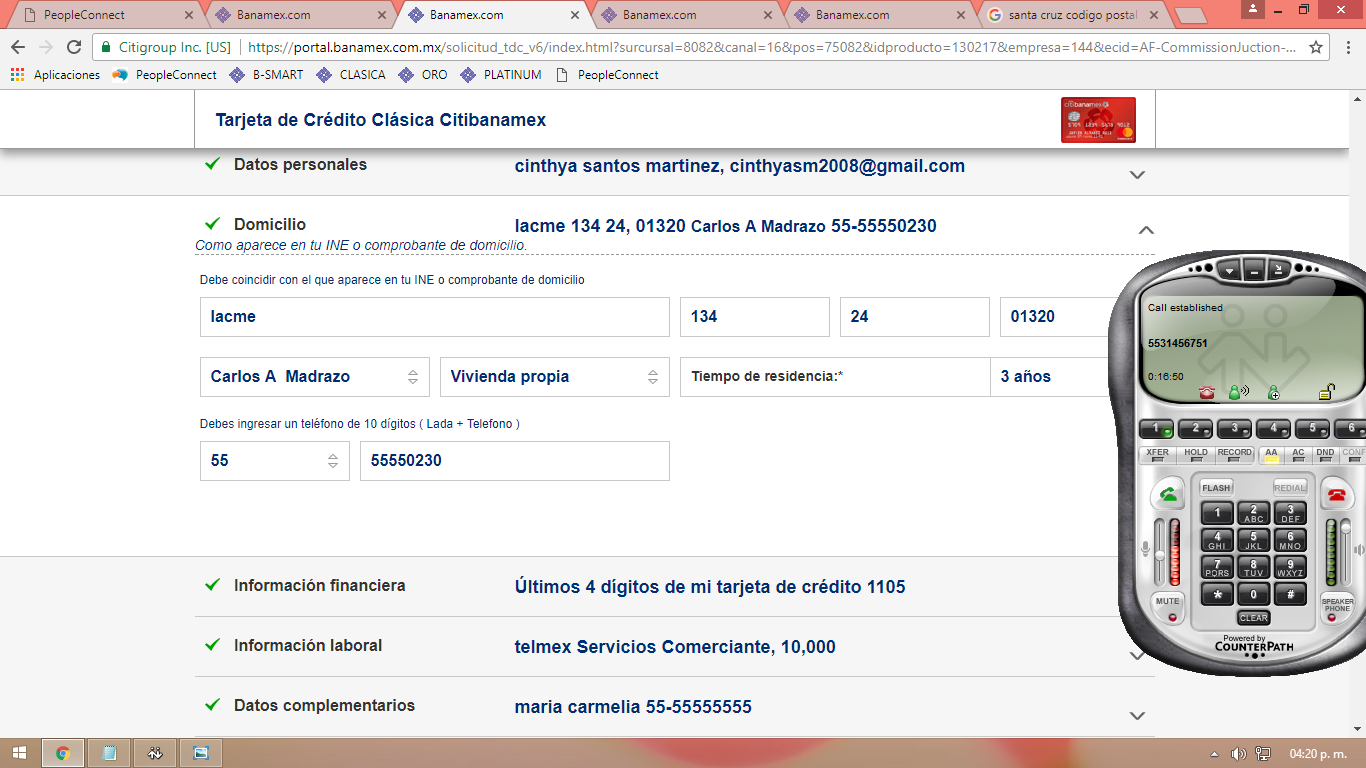 PeopleConnect
Banamex.com
Banamex.com
Banamex.com
Banamex.com
santa cruz codigo postal
Citigroup Inc. [US] https://portal.banamex.com.mx/solicitud_tdc_v6/index.html?surcursal=8082&canal=16&pos=75082&idproducto=130217&empresa=144&ecid=AF-CommissionJuction-...
Aplicaciones PeopleConnect B-SMART CLASICA ORO PLATINUM PeopleConnect
Tarjeta de Crédito Clásica Citibanamex
citibanamex
Datos personales cinthya santos martinez, cinthyasm2008@gmail.com
Domicilio lacme 134 24, 01320 Carlos A Madrazo 55-55550230
Como aparece en tu INE o comprobante de domicilio.
Debe coincidir con el que aparece en tu INE o comprobante de domicilio
lacme 134 24 01320
Carlos A Madrazo Vivienda propia Tiempo de residencia:* 3 años
Debes ingresar un teléfono de 10 dígitos ( Lada + Telefono )
55 55550230
Información financiera Últimos 4 dígitos de mi tarjeta de crédito 1105
Información laboral telmex Servicios Comerciante, 10,000
Datos complementarios maria carmelia 55-55555555
Call established
5531456751
0:16:50
1 2 3 4 5 6
XFER HOLD RECORD AA AC DND CONF
FLASH REDIAL
1 2 ABC 3 DEF
4 GHI 5 JKL 6 MNO
7 PQRS 8 TUV 9 WXYZ
* 0 #
MUTE
SPEAKER PHONE
CLEAR
Powered by
COUNTERPATH
04:20 p. m.